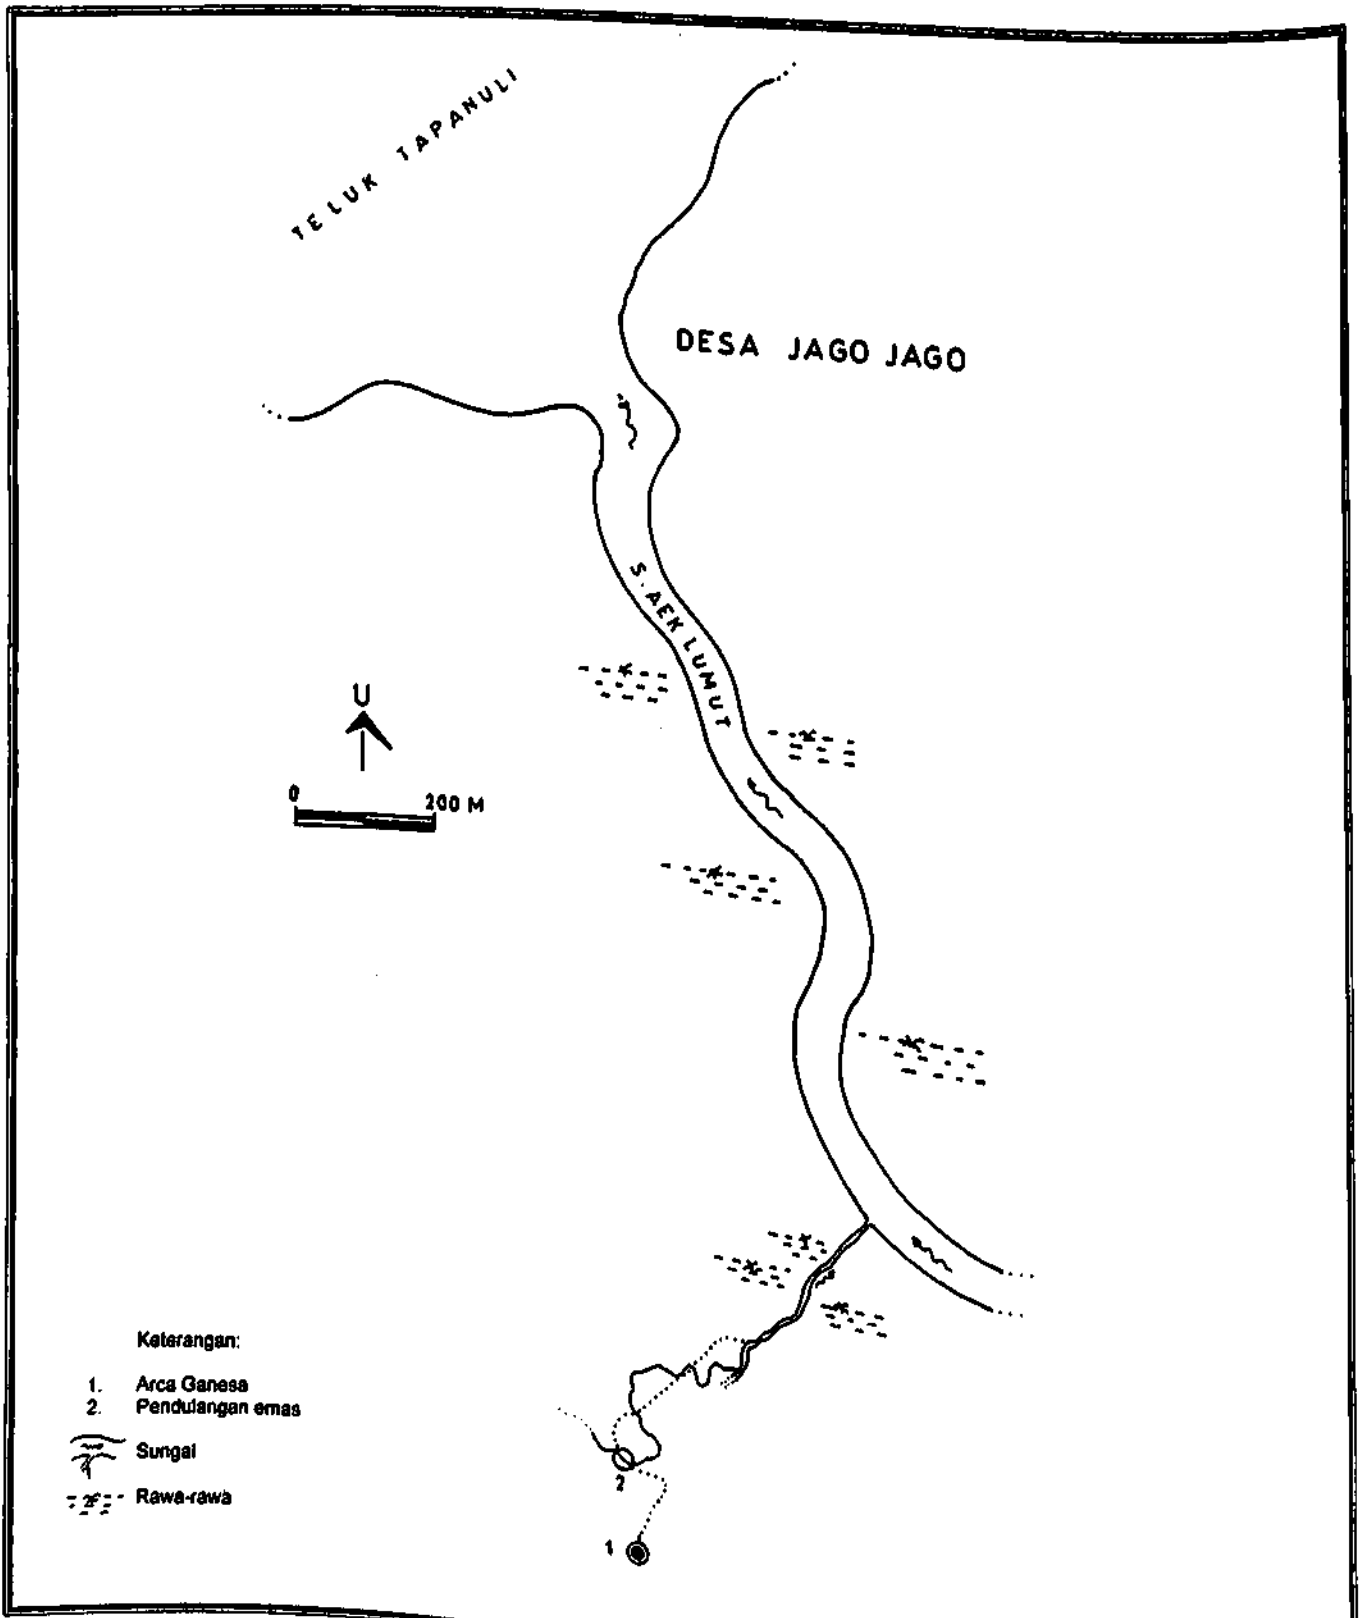 TELUK TAPANULI
DESA JAGO JAGO
S. AEK LUMUT
U
0 200 M
Keterangan:
1. Arca Ganesa
2. Pendulangan emas
Sungai
Rawa-rawa
2
1